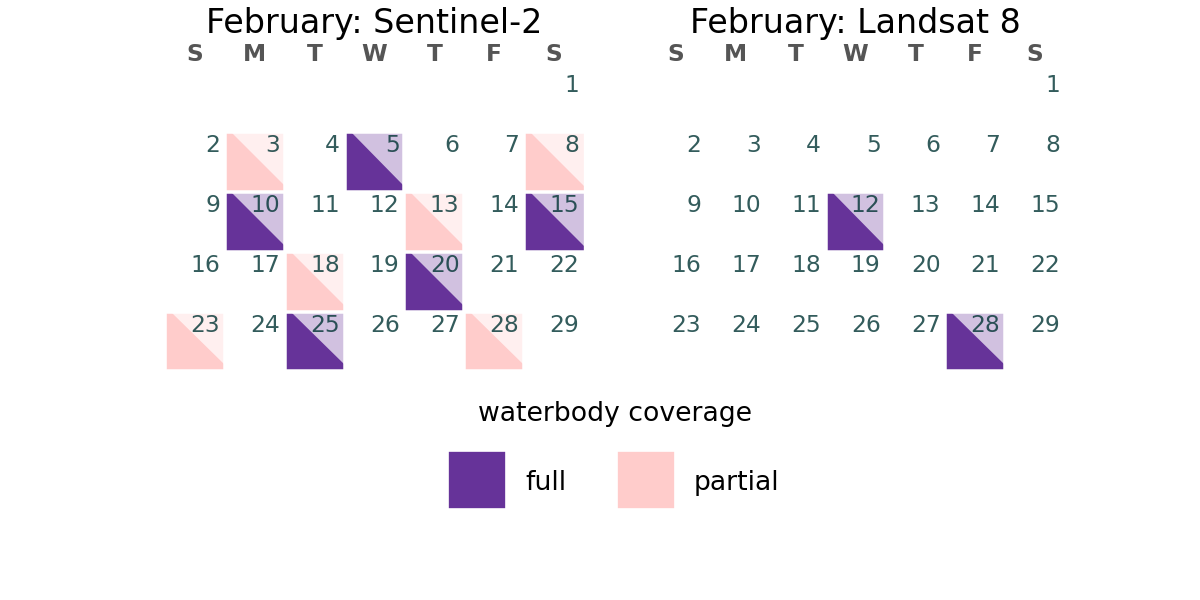 February: Sentinel-2
S M T W T F S
1
2 3 4 5 6 7 8
9 10 11 12 13 14 15
16 17 18 19 20 21 22
23 24 25 26 27 28 29
February: Landsat 8
S M T W T F S
1
2 3 4 5 6 7 8
9 10 11 12 13 14 15
16 17 18 19 20 21 22
23 24 25 26 27 28 29
waterbody coverage
full partial